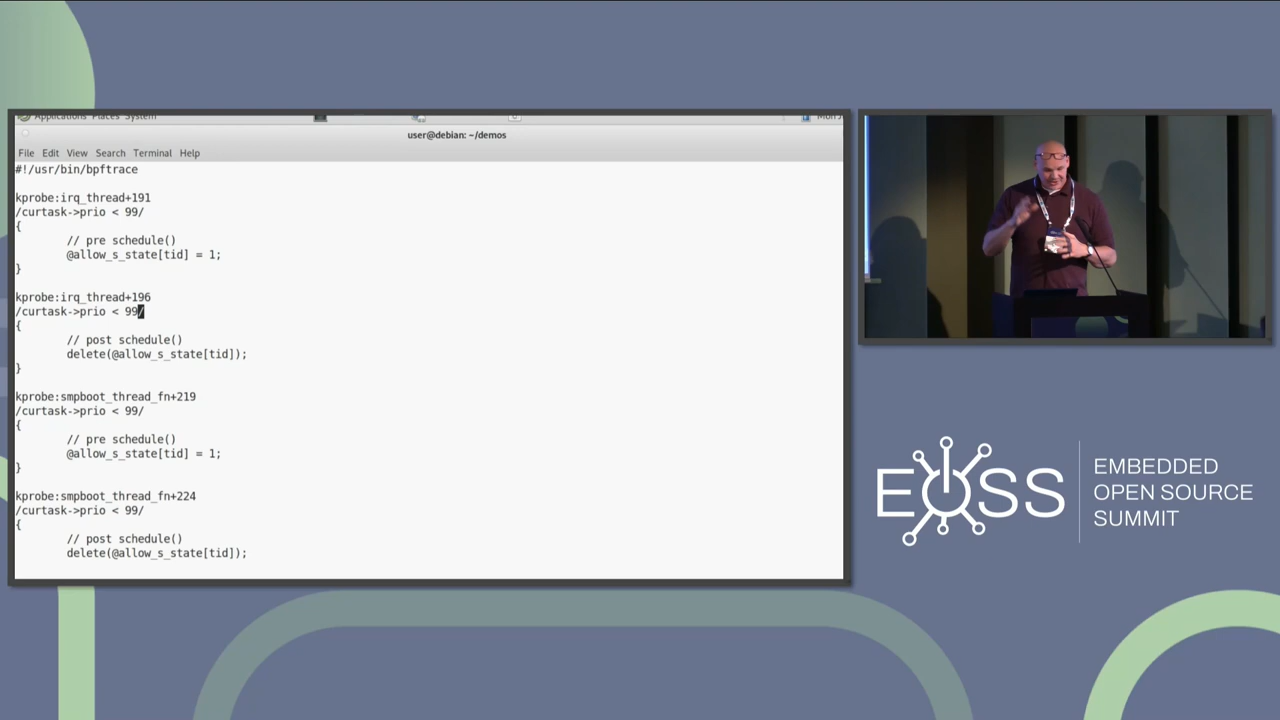 Applications Places System
Mon J
user@debian: ~/demos
File Edit View Search Terminal Help
#!/usr/bin/bpftrace
kprobe:irq_thread+191
/curtask->prio < 99/
{
// pre schedule()
@allow_s_state[tid] = 1;
}
kprobe:irq_thread+196
/curtask->prio < 99/
{
// post schedule()
delete(@allow_s_state[tid]);
}
kprobe:smpboot_thread_fn+219
/curtask->prio < 99/
{
// pre schedule()
@allow_s_state[tid] = 1;
}
kprobe:smpboot_thread_fn+224
/curtask->prio < 99/
{
// post schedule()
delete(@allow_s_state[tid]);
EOSS
EMBEDDED
OPEN SOURCE
SUMMIT